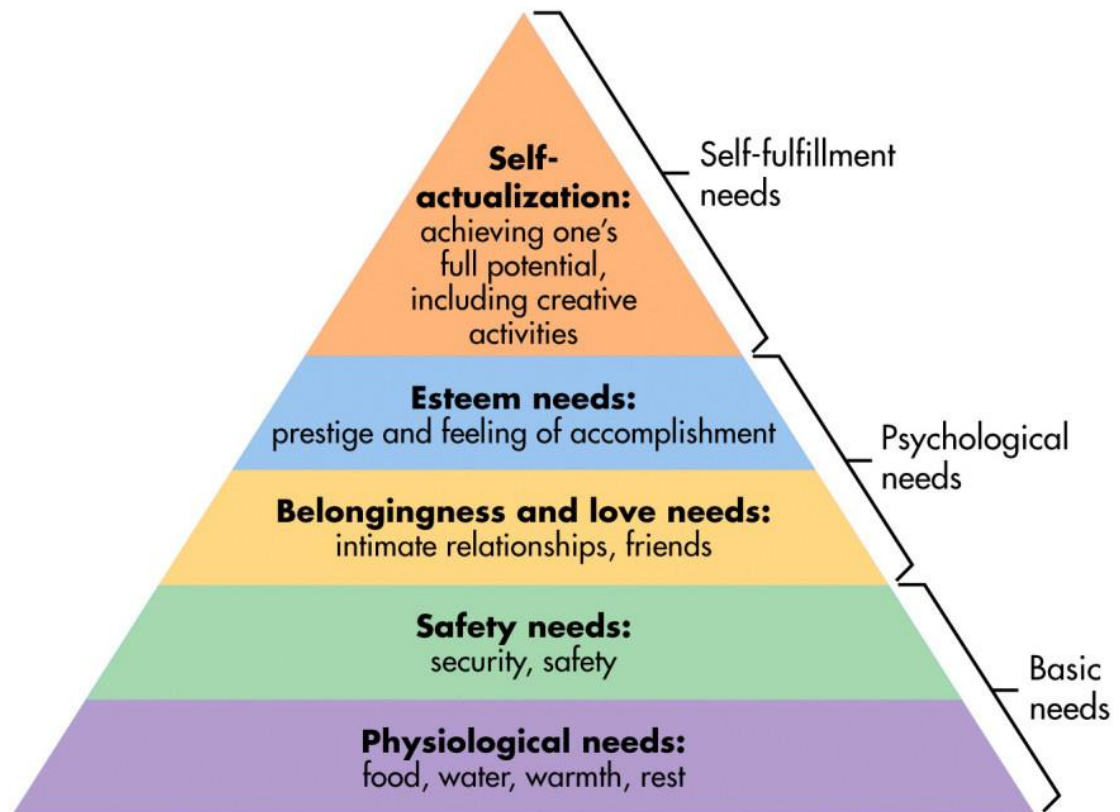 Self-
actualization:
achieving one’s
full potential,
including creative
activities
Self-fulfillment
needs
Esteem needs:
prestige and feeling of accomplishment
Psychological
needs
Belongingness and love needs:
intimate relationships, friends
Safety needs:
security, safety
Basic
needs
Physiological needs:
food, water, warmth, rest